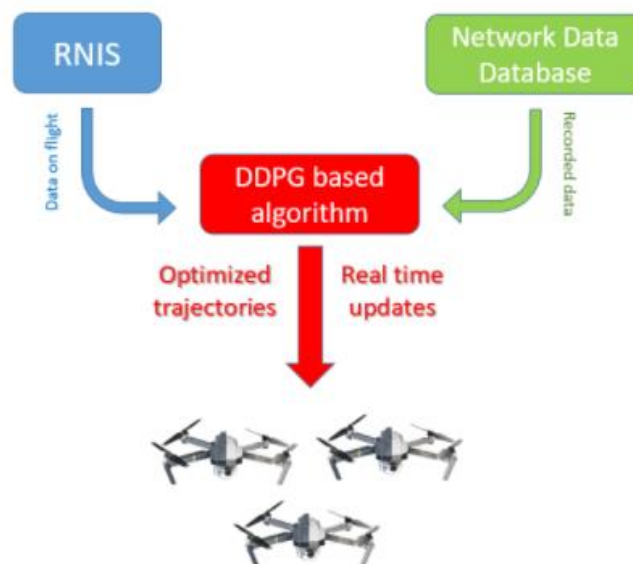 RNIS
Network Data
Database
Data on flight
Recorded data
DDPG based
algorithm
Optimized
trajectories
Real time
updates